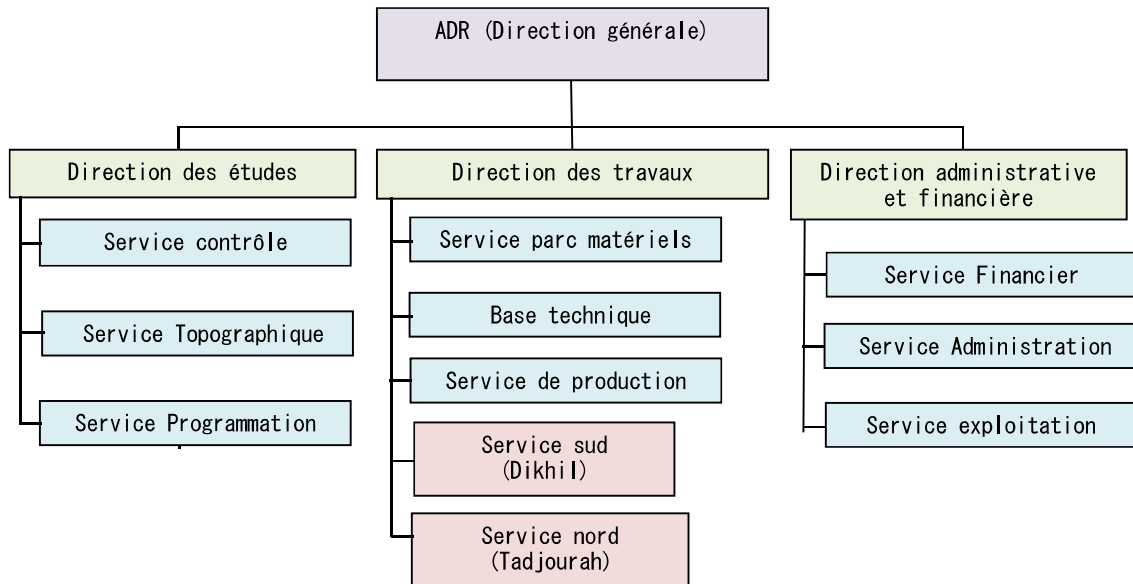 ADR (Direction générale)
Direction des études
Service contrôle
Service Topographique
Service Programmation
Direction des travaux
Service parc matériels
Base technique
Service de production
Service sud
(Dikhil)
Service nord
(Tadjourah)
Direction administrative
et financière
Service Financier
Service Administration
Service exploitation